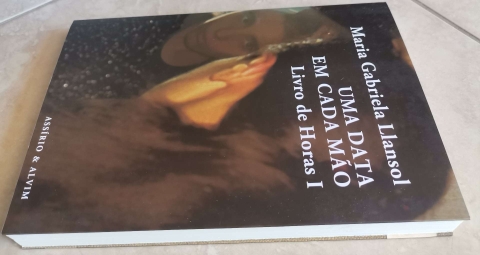 Maria Gabriela Llansol
UMA DATA
EM CADA MÃO
Livro de Horas I
ASSÍRIO & ALVIM